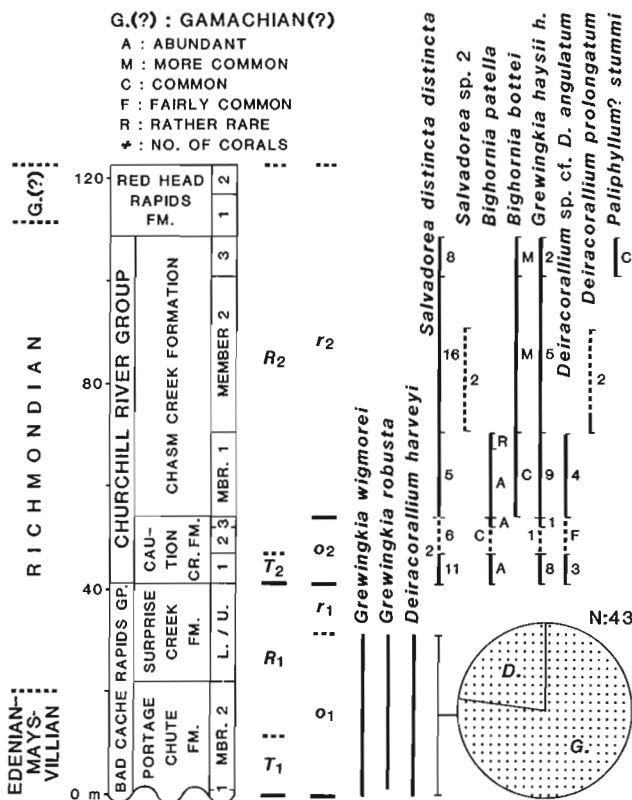 G.(?) : GAMACHIAN(?)
A : ABUNDANT
M : MORE COMMON
C : COMMON
F : FAIRLY COMMON
R : RATHER RARE
* : NO. OF CORALS
Salvadorea distincta distincta
Salvadorea sp. 2
Bighornia patella
Bighornia bottei
Grewingkia haysii h.
Deiracorallium sp. cf. D. angulatum
Deiracorallium prolongatum
Paliphyllum? stummi
G.(?)
RICHMONDIAN
EDENIAN–
MAYS-
VILLIAN
120
80
40
0 m
RED HEAD
RAPIDS
FM.
1
2
CHURCHILL RIVER GROUP
CHASM CREEK FORMATION
MBR. 1
MEMBER 2
3
CAU-
TION
CR. FM.
1
2
3
BAD CACHE RAPIDS GP.
SURPRISE
CREEK
FM.
L. / U.
PORTAGE
CHUTE
FM.
1
MBR. 2
R2
T2
R1
T1
r2
o2
r1
o1
Grewingkia wigmorei
Grewingkia robusta
Deiracorallium harveyi
8
M
2
C
16
2
M
5
2
5
R
A
C
9
4
2
6
C
A
1
1
F
11
A
8
3
N:43
D.
G.